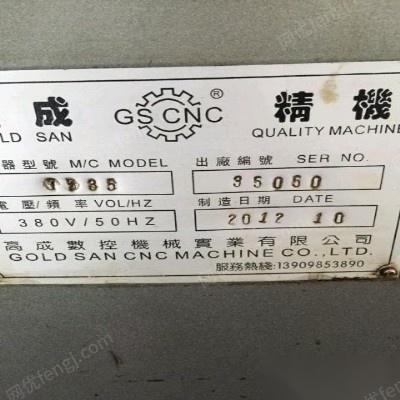 成 GS CNC ® 精機
LD SAN QUALITY MACHINE
器型號 M/C MODEL 出廠編號 SER NO.
35060
電壓/頻率 VOL/HZ 制造日期 DATE
380V/50HZ 2012 10
高成數控機械實業有限公司
GOLD SAN CNC MACHINE CO.,LTD.
服務熱綫:13909853890